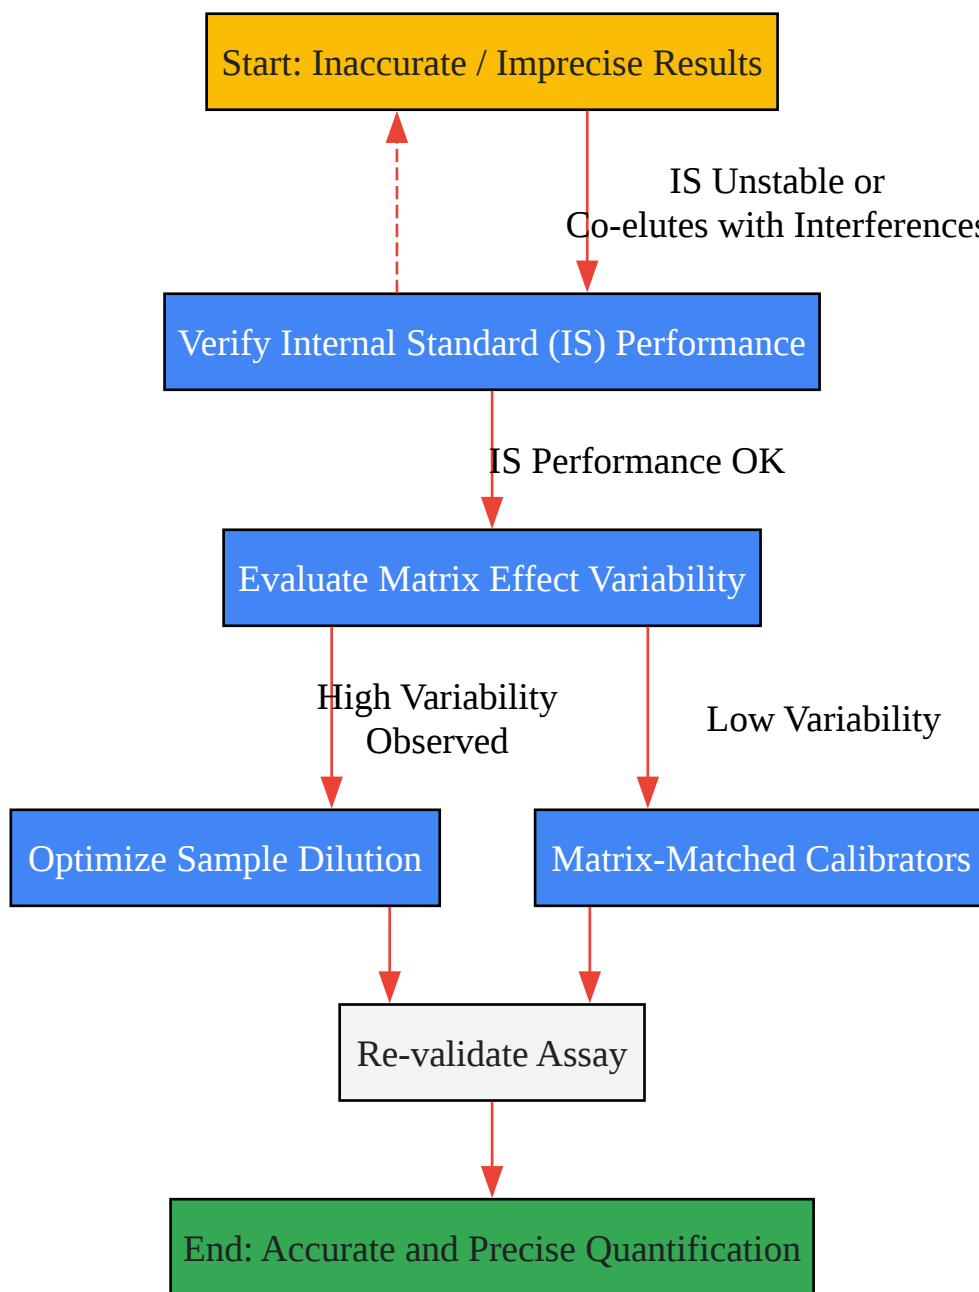 Start: Inaccurate / Imprecise Results
IS Unstable or
Co-elutes with Interferences
Verify Internal Standard (IS) Performance
IS Performance OK
Evaluate Matrix Effect Variability
High Variability
Observed
Low Variability
Optimize Sample Dilution
Matrix-Matched Calibrators
Re-validate Assay
End: Accurate and Precise Quantification